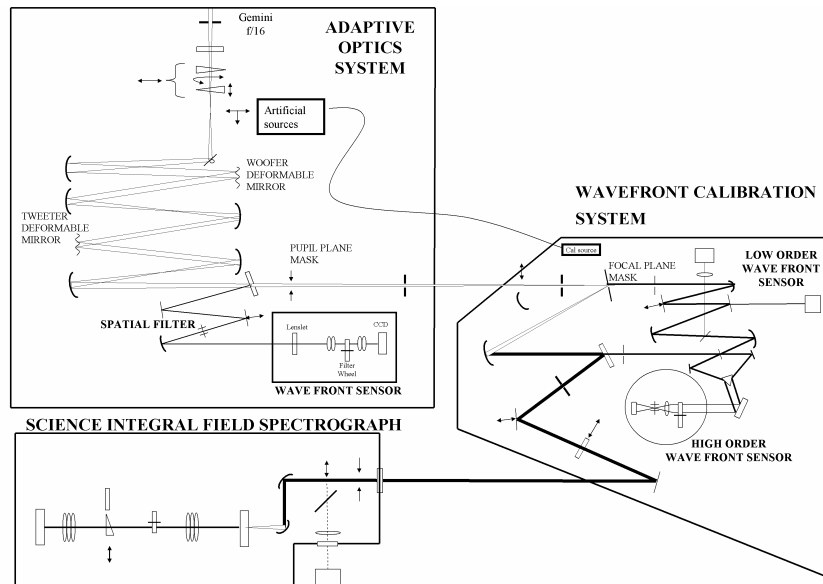 Gemini
f/16
ADAPTIVE
OPTICS
SYSTEM
Artificial
sources
WOOFER
DEFORMABLE
MIRROR
TWEETER
DEFORMABLE
MIRROR
PUPIL PLANE
MASK
SPATIAL FILTER
Lenslet
CCD
Filter
Wheel
WAVE FRONT SENSOR
WAVEFRONT CALIBRATION
SYSTEM
Cal source
FOCAL PLANE
MASK
LOW ORDER
WAVE FRONT
SENSOR
HIGH ORDER
WAVE FRONT SENSOR
SCIENCE INTEGRAL FIELD SPECTROGRAPH